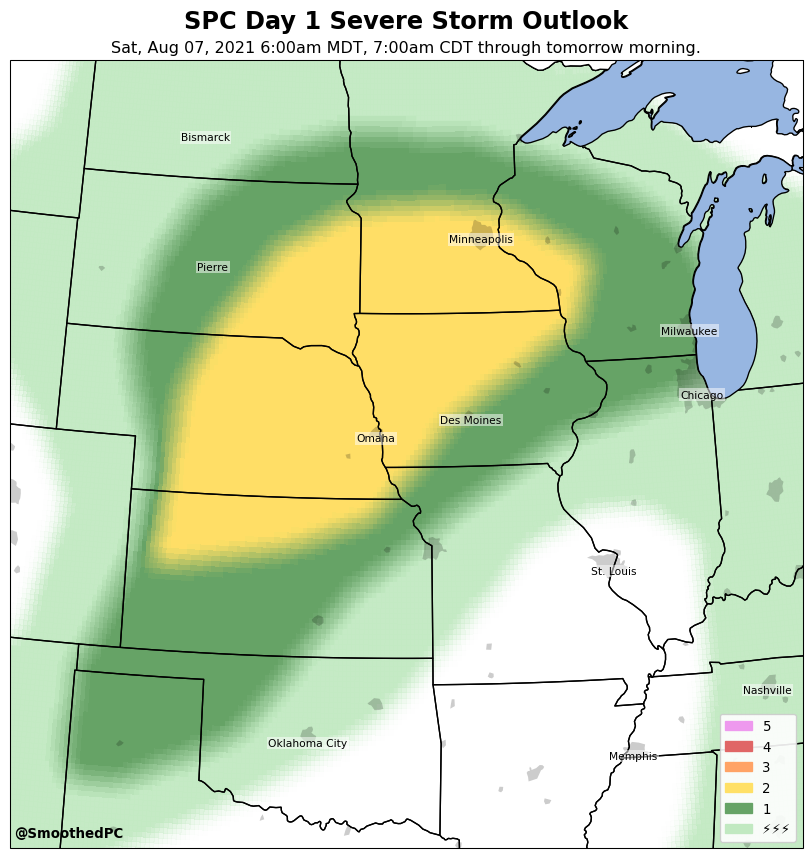 SPC Day 1 Severe Storm Outlook
Sat, Aug 07, 2021 6:00am MDT, 7:00am CDT through tomorrow morning.
Bismarck
Minneapolis
Pierre
Milwaukee
Chicago
Des Moines
Omaha
St. Louis
Nashville
Oklahoma City
Memphis
5
4
3
2
1
⚡⚡⚡
@SmoothedPC